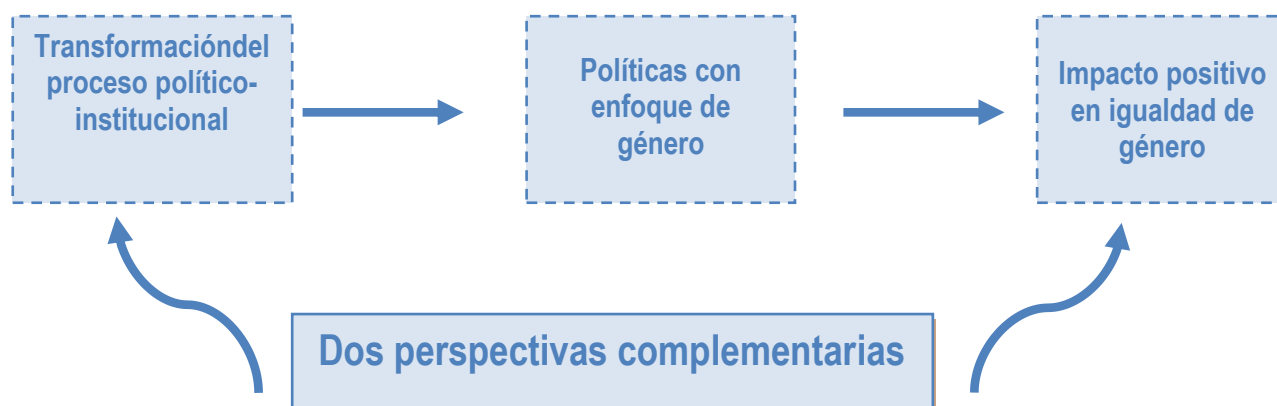 Transformacióndel
proceso político-
institucional
Políticas con
enfoque de
género
Impacto positivo
en igualdad de
género
Dos perspectivas complementarias